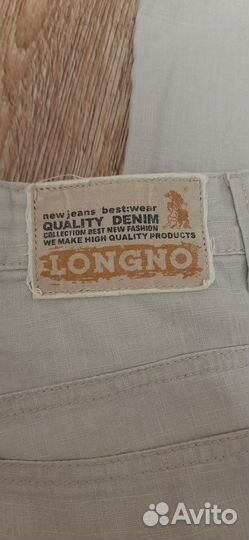 new jeans best:wear
QUALITY DENIM
COLLECTION BEST NEW FASHION
WE MAKE HIGH QUALITY PRODUCTS
LONGNO
Avito